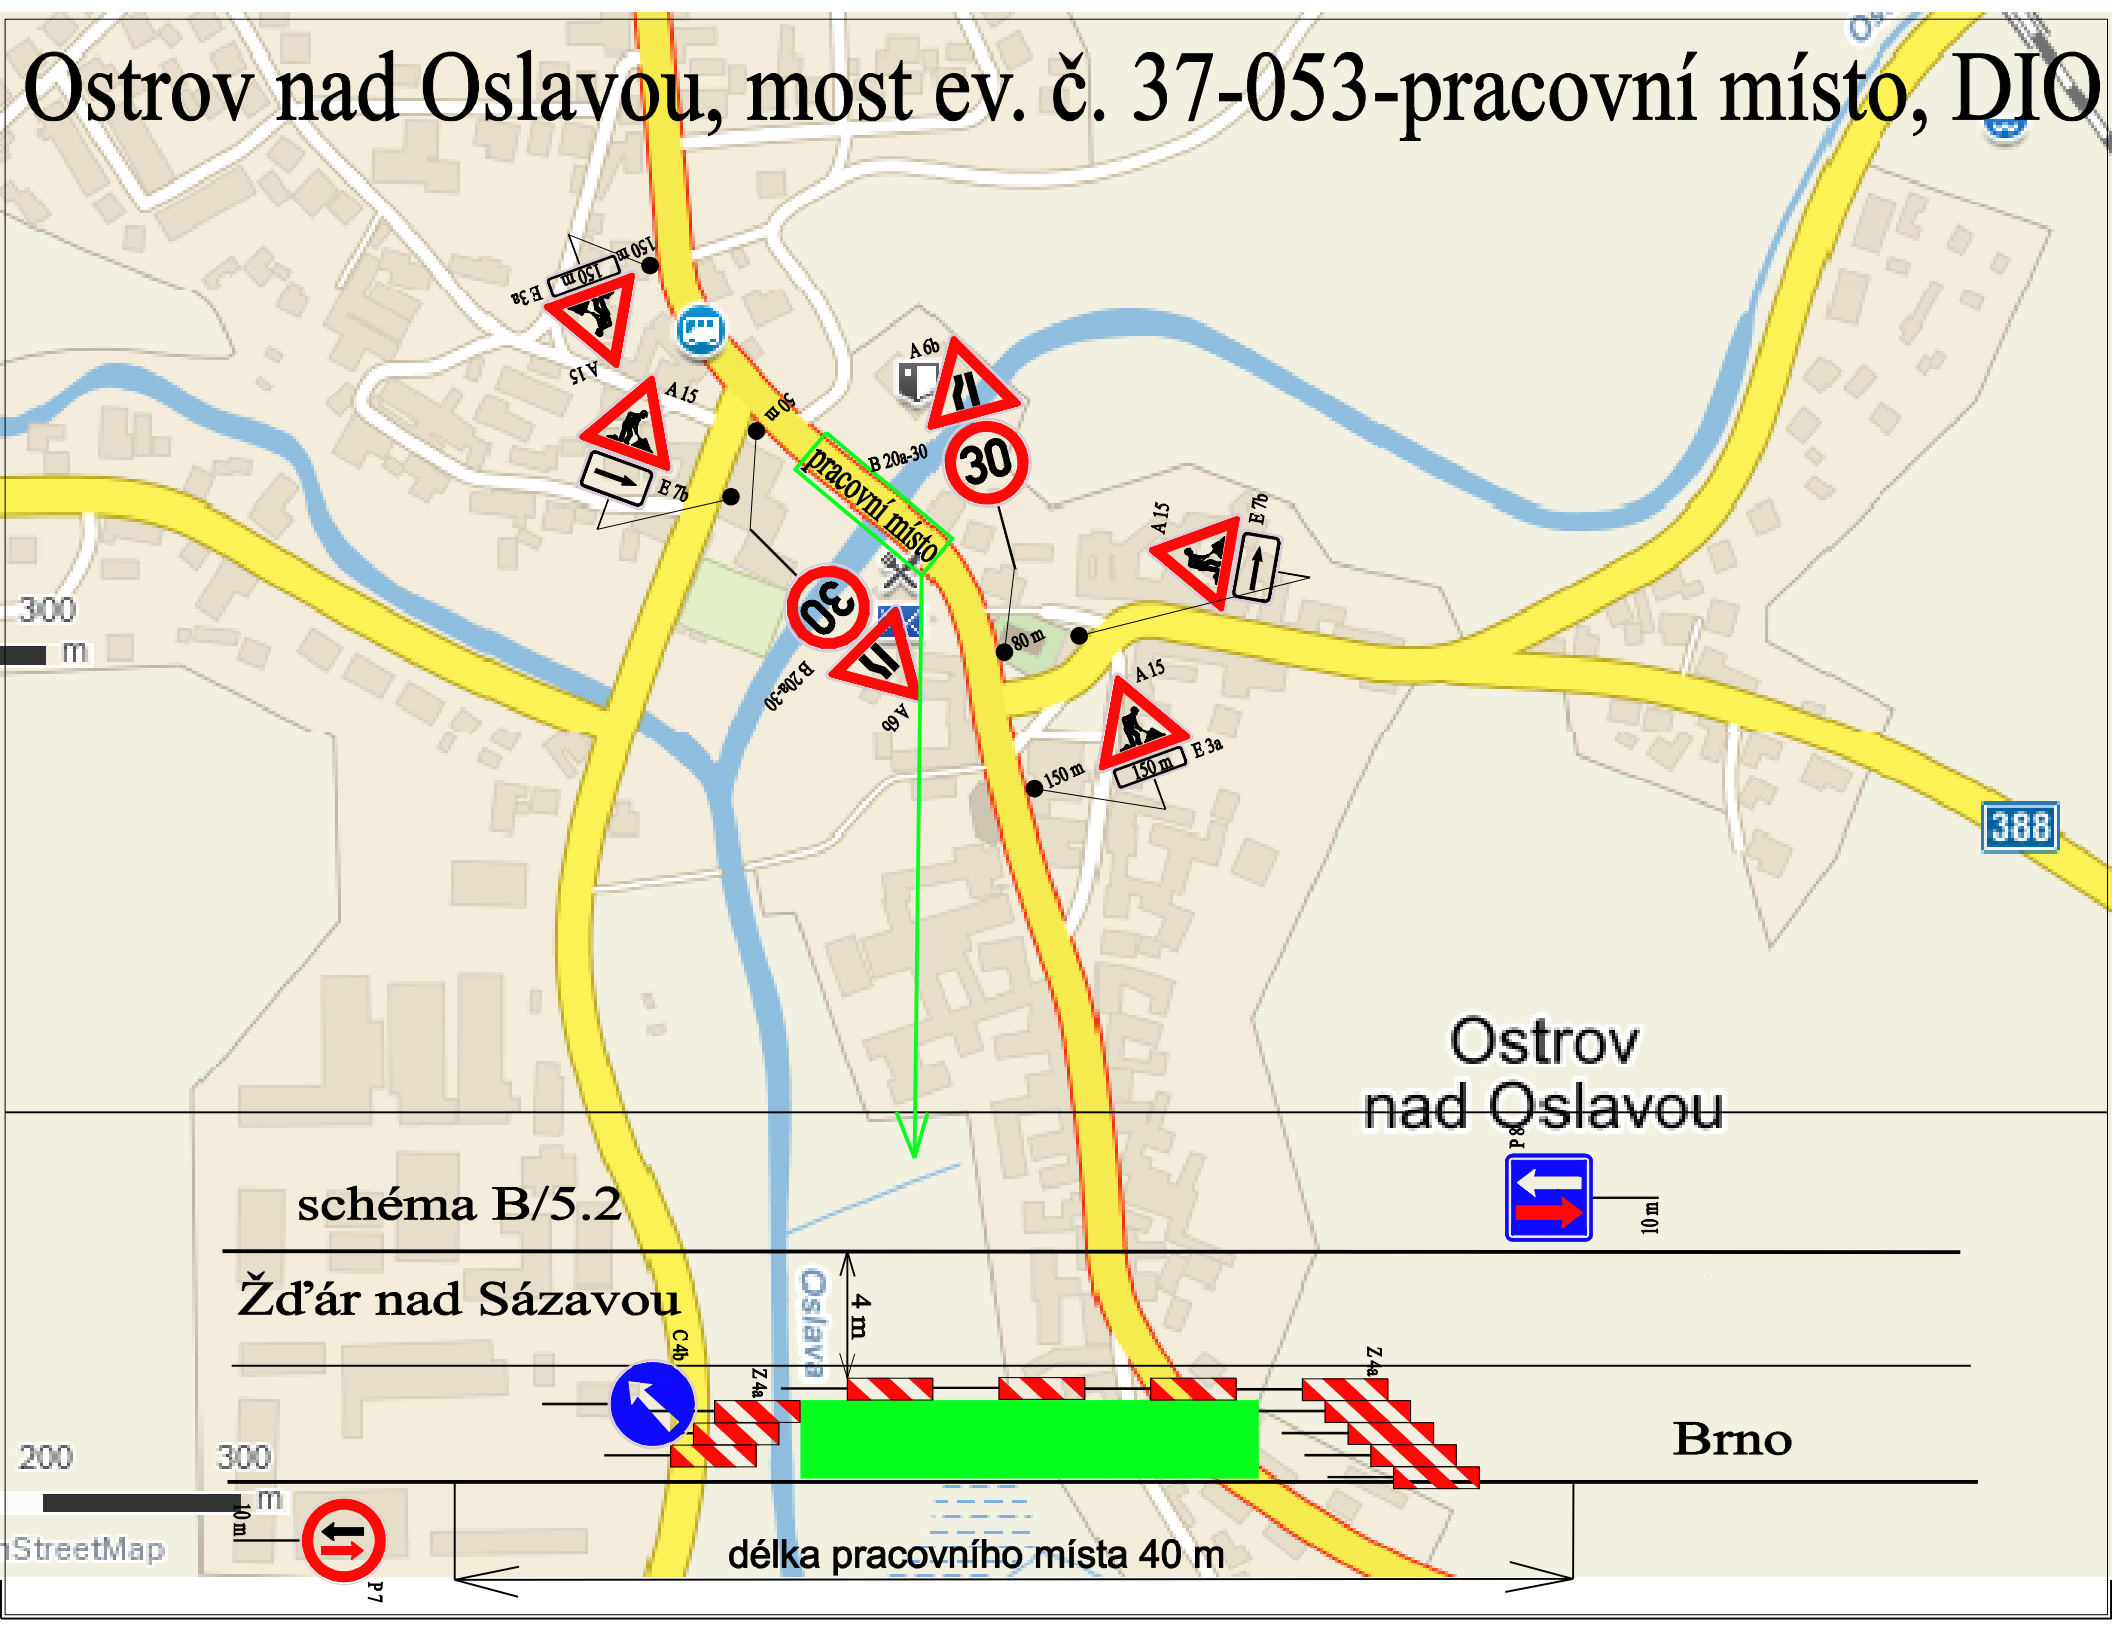 Ostrov nad Oslavou, most ev. č. 37-053-pracovní místo, DIO
150 m
150 m
E 3a
A 15
A 15
E 7b
50 m
A 6b
B 20a-30
30
pracovní místo
30
B 20a-30
A 6b
A 15
E 7b
80 m
A 15
150 m
E 3a
150 m
300
m
388
Ostrov
nad Oslavou
P 8
10 m
schéma B/5.2
Žďár nad Sázavou
Oslava
4 m
C 4b
Z 4a
Z 4a
Brno
200
300
m
10 m
nStreetMap
P 7
délka pracovního místa 40 m